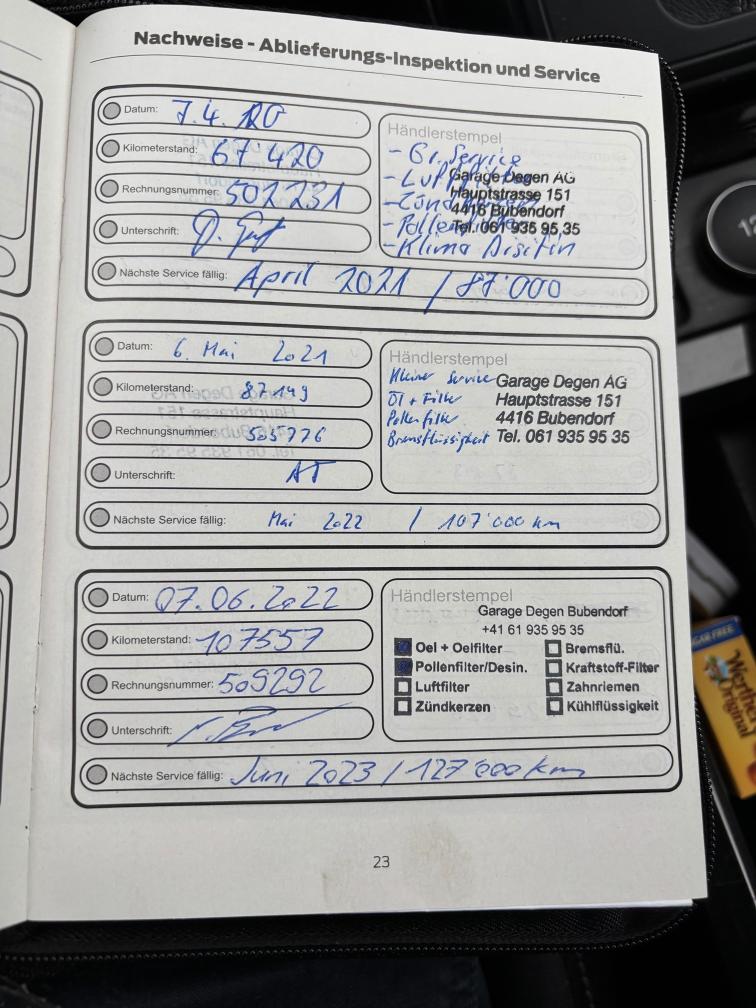 Nachweise - Ablieferungs-Inspektion und Service
Datum: 7.4.20
Kilometerstand: 67 420
Rechnungsnummer: 502231
Unterschrift:
Nächste Service fällig: April 2021 / 87'000
Händlerstempel
- Gr. Service
Garage Degen AG
Hauptstrasse 151
4416 Bubendorf
Tel. 061 935 95 35
- Klima Disifin
Datum: 6. Mai 2021
Kilometerstand: 87149
Rechnungsnummer: 505776
Unterschrift: AT
Nächste Service fällig: Mai 2022 / 107'000 km
Händlerstempel
Kleiner Service Garage Degen AG
Öl + Filter Hauptstrasse 151
Pollenfilter 4416 Bubendorf
Bremsflüssigkeit Tel. 061 935 95 35
Datum: 07.06.2022
Kilometerstand: 107557
Rechnungsnummer: 509292
Unterschrift:
Nächste Service fällig: Juni 2023 / 127'000 km
Händlerstempel
Garage Degen Bubendorf
+41 61 935 95 35
Oel + Oelfilter Bremsflü.
Pollenfilter/Desin. Kraftstoff-Filter
Luftfilter Zahnriemen
Zündkerzen Kühlflüssigkeit
23
Werther's
Original